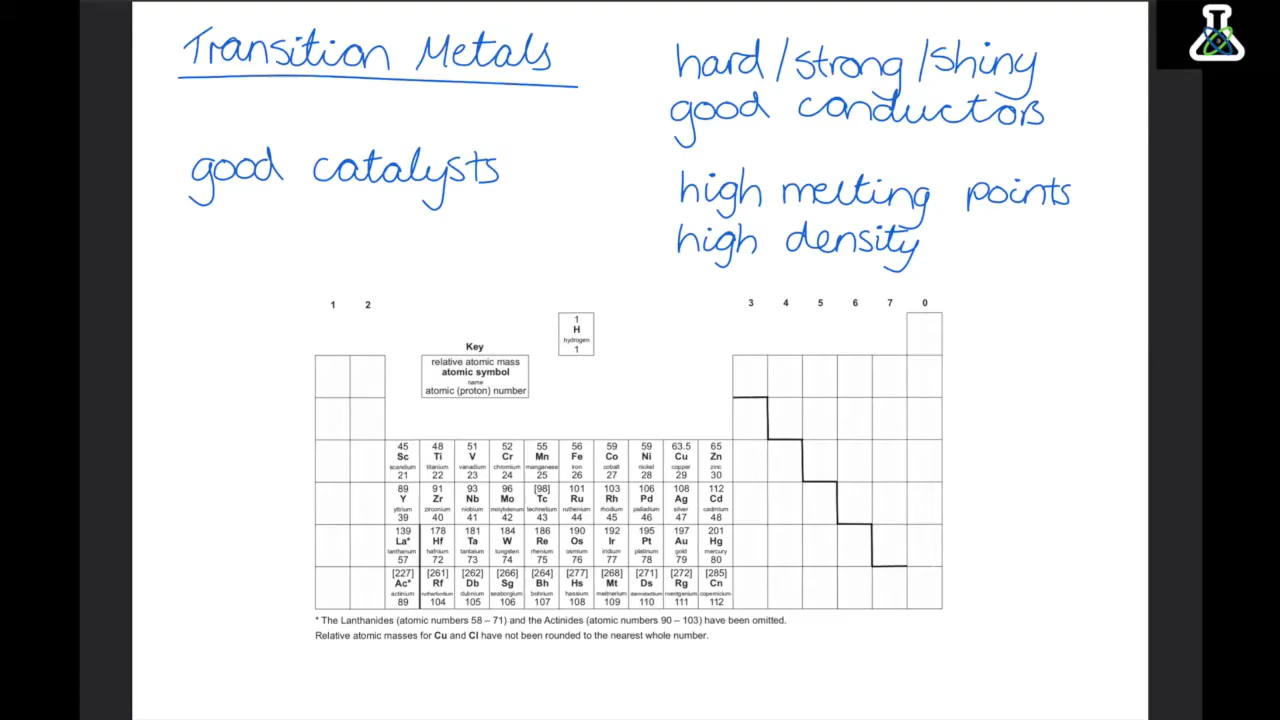 Transition Metals
hard/strong/shiny
good conductors
good catalysts
high melting points
high density
1 2 3 4 5 6 7 0
1
H
hydrogen
1
Key
relative atomic mass
atomic symbol
name
atomic (proton) number
45 48 51 52 55 56 59 59 63.5 65
Sc Ti V Cr Mn Fe Co Ni Cu Zn
scandium titanium vanadium chromium manganese iron cobalt nickel copper zinc
21 22 23 24 25 26 27 28 29 30
89 91 93 96 [98] 101 103 106 108 112
Y Zr Nb Mo Tc Ru Rh Pd Ag Cd
yttrium zirconium niobium molybdenum technetium ruthenium rhodium palladium silver cadmium
39 40 41 42 43 44 45 46 47 48
139 178 181 184 186 190 192 195 197 201
La* Hf Ta W Re Os Ir Pt Au Hg
lanthanum hafnium tantalum tungsten rhenium osmium iridium platinum gold mercury
57 72 73 74 75 76 77 78 79 80
[227] [261] [262] [266] [264] [277] [268] [271] [272] [285]
Ac* Rf Db Sg Bh Hs Mt Ds Rg Cn
actinium rutherfordium dubnium seaborgium bohrium hassium meitnerium darmstadtium roentgenium copernicium
89 104 105 106 107 108 109 110 111 112
* The Lanthanides (atomic numbers 58 – 71) and the Actinides (atomic numbers 90 – 103) have been omitted.
Relative atomic masses for Cu and Cl have not been rounded to the nearest whole number.